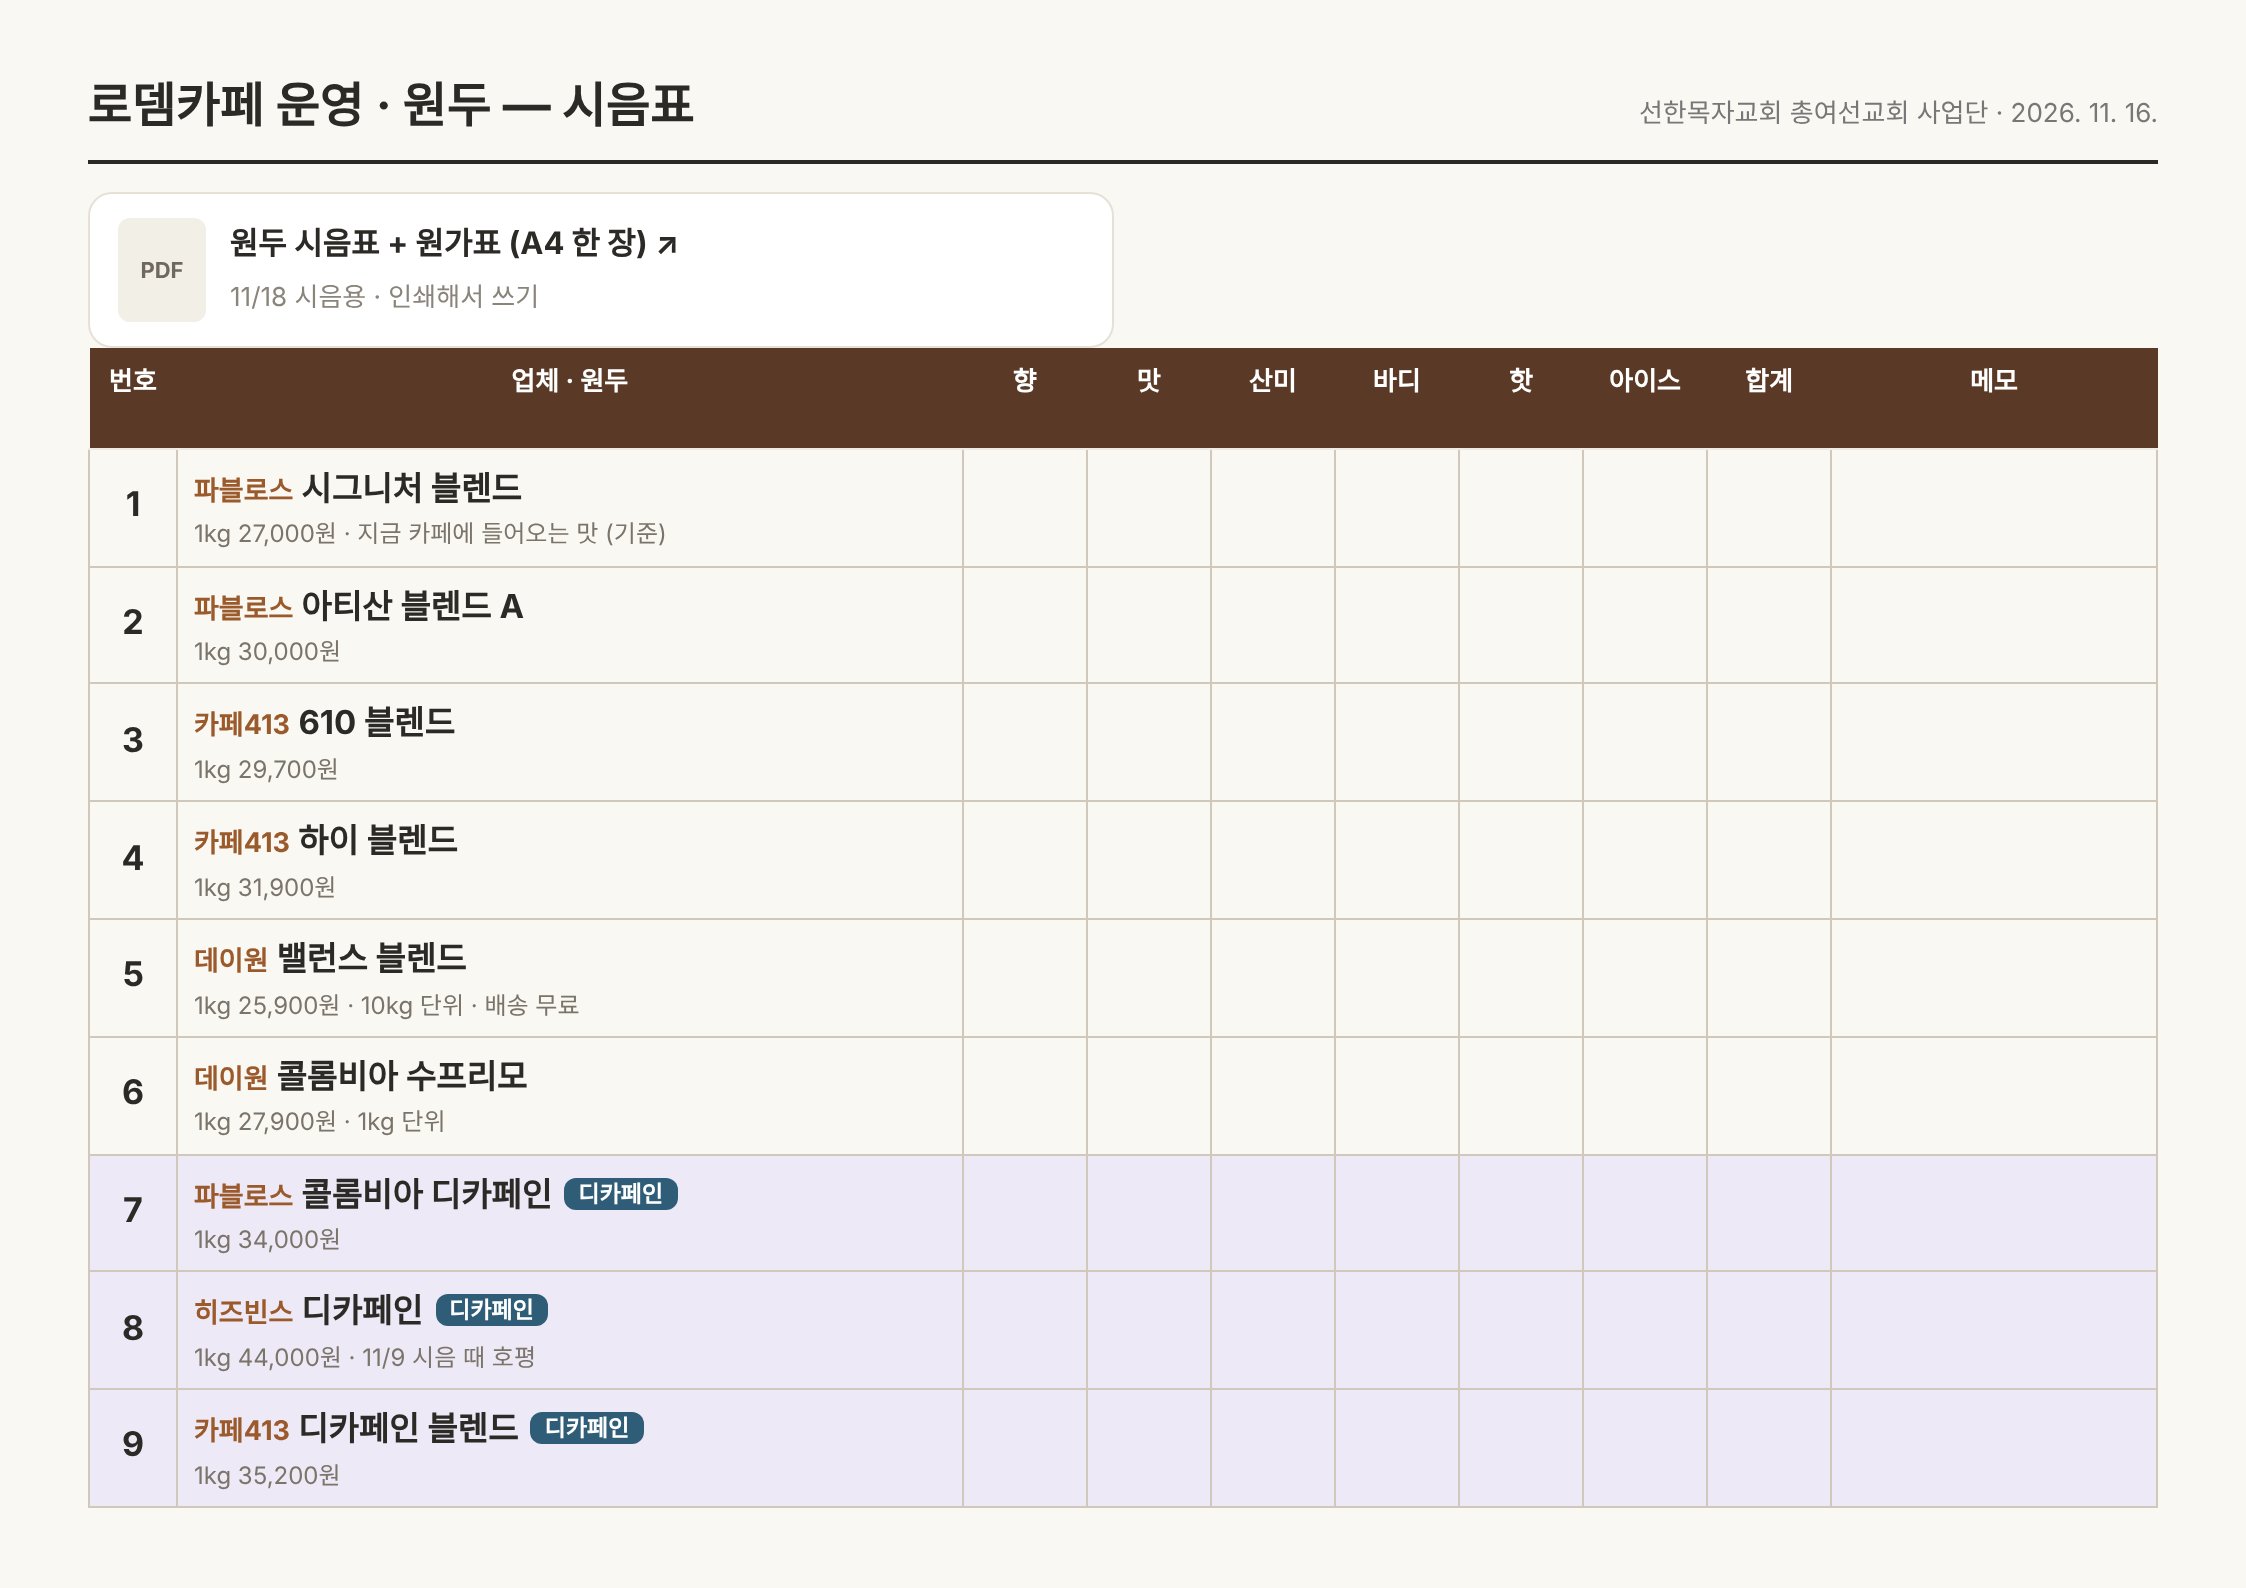 로뎀카페 운영 · 원두 — 시음표
선한목자교회 총여선교회 사업단 · 2026. 11. 16.
PDF
원두 시음표 + 원가표 (A4 한 장) ↗
11/18 시음용 · 인쇄해서 쓰기
번호 업체 · 원두 향 맛 산미 바디 핫 아이스 합계 메모
1 파블로스 시그니처 블렌드
1kg 27,000원 · 지금 카페에 들어오는 맛 (기준)
2 파블로스 아티산 블렌드 A
1kg 30,000원
3 카페413 610 블렌드
1kg 29,700원
4 카페413 하이 블렌드
1kg 31,900원
5 데이원 밸런스 블렌드
1kg 25,900원 · 10kg 단위 · 배송 무료
6 데이원 콜롬비아 수프리모
1kg 27,900원 · 1kg 단위
7 파블로스 콜롬비아 디카페인 디카페인
1kg 34,000원
8 히즈빈스 디카페인 디카페인
1kg 44,000원 · 11/9 시음 때 호평
9 카페413 디카페인 블렌드 디카페인
1kg 35,200원